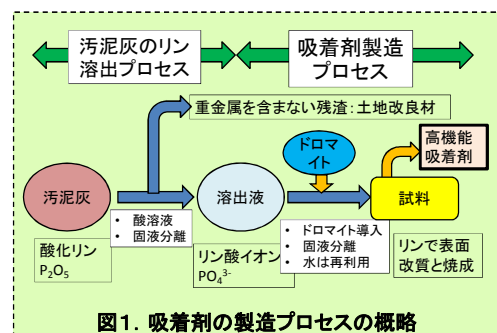 汚泥灰のリン
溶出プロセス
吸着剤製造
プロセス
重金属を含まない残渣：土地改良材
ドロマ
イト
高機能
吸着剤
汚泥灰
溶出液
試料
酸化リン
P₂O₅
• 酸溶液
• 固液分離
リン酸イオン
PO₄³⁻
• ドロマイト導入
• 固液分離
• 水は再利用
リンで表面
改質と焼成
図1．吸着剤の製造プロセスの概略